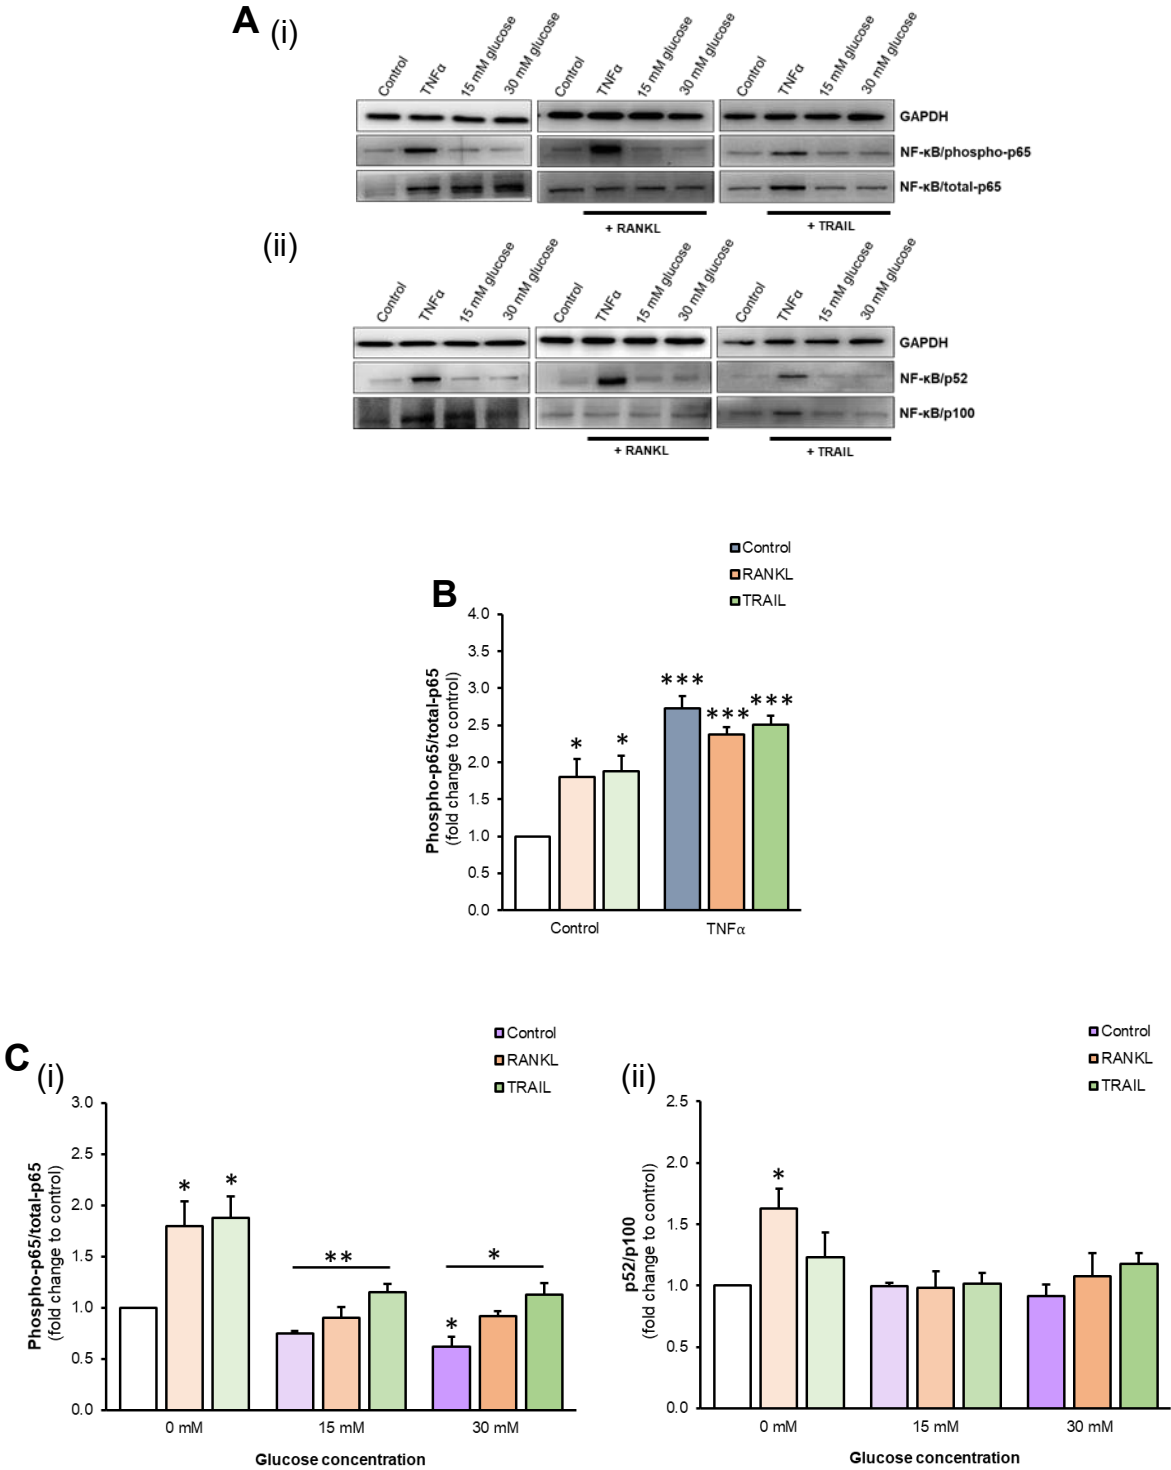 A (i)
Control TNFα 15 mM glucose 30 mM glucose Control TNFα 15 mM glucose 30 mM glucose Control TNFα 15 mM glucose 30 mM glucose
GAPDH
NF-κB/phospho-p65
NF-κB/total-p65
+ RANKL + TRAIL
(ii)
Control TNFα 15 mM glucose 30 mM glucose Control TNFα 15 mM glucose 30 mM glucose Control TNFα 15 mM glucose 30 mM glucose
GAPDH
NF-κB/p52
NF-κB/p100
+ RANKL + TRAIL
B
Control
RANKL
TRAIL
Phospho-p65/total-p65
(fold change to control)
4.0
3.5
3.0
2.5
2.0
1.5
1.0
0.5
0.0
* * *** *** ***
Control TNFα
C (i)
Control
RANKL
TRAIL
Phospho-p65/total-p65
(fold change to control)
3.0
2.5
2.0
1.5
1.0
0.5
0.0
* * ** * *
0 mM 15 mM 30 mM
Glucose concentration
(ii)
Control
RANKL
TRAIL
p52/p100
(fold change to control)
2.5
2.0
1.5
1.0
0.5
0.0
*
0 mM 15 mM 30 mM
Glucose concentration